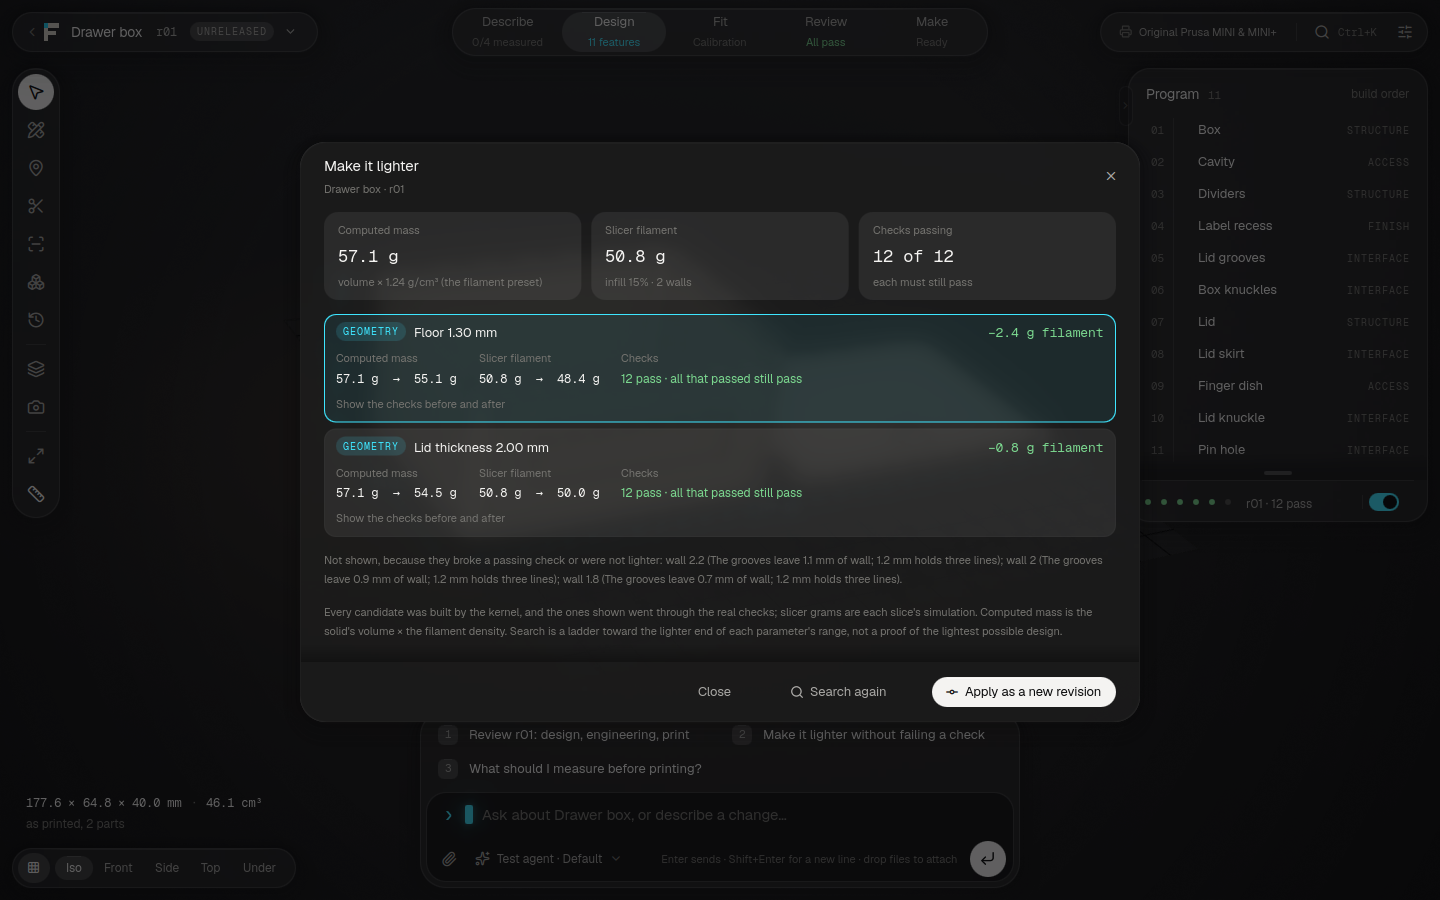 Drawer box r01 UNRELEASED
Describe
0/4 measured
Design
11 features
Fit
Calibration
Review
All pass
Make
Ready
Original Prusa MINI & MINI+
Ctrl+K
Program 11 build order
01 Box STRUCTURE
02 Cavity ACCESS
03 Dividers STRUCTURE
04 Label recess FINISH
05 Lid grooves INTERFACE
06 Box knuckles INTERFACE
07 Lid STRUCTURE
08 Lid skirt INTERFACE
09 Finger dish ACCESS
10 Lid knuckle INTERFACE
11 Pin hole INTERFACE
r01 · 12 pass
Make it lighter
Drawer box · r01
Computed mass
57.1 g
volume × 1.24 g/cm³ (the filament preset)
Slicer filament
50.8 g
infill 15% · 2 walls
Checks passing
12 of 12
each must still pass
GEOMETRY Floor 1.30 mm −2.4 g filament
Computed mass Slicer filament Checks
57.1 g → 55.1 g 50.8 g → 48.4 g 12 pass · all that passed still pass
Show the checks before and after
GEOMETRY Lid thickness 2.00 mm −0.8 g filament
Computed mass Slicer filament Checks
57.1 g → 54.5 g 50.8 g → 50.0 g 12 pass · all that passed still pass
Show the checks before and after
Not shown, because they broke a passing check or were not lighter: wall 2.2 (The grooves leave 1.1 mm of wall; 1.2 mm holds three lines); wall 2 (The grooves
leave 0.9 mm of wall; 1.2 mm holds three lines); wall 1.8 (The grooves leave 0.7 mm of wall; 1.2 mm holds three lines).
Every candidate was built by the kernel, and the ones shown went through the real checks; slicer grams are each slice's simulation. Computed mass is the
solid's volume × the filament density. Search is a ladder toward the lighter end of each parameter's range, not a proof of the lightest possible design.
Close Search again Apply as a new revision
1 Review r01: design, engineering, print 2 Make it lighter without failing a check
3 What should I measure before printing?
Ask about Drawer box, or describe a change...
Test agent · Default Enter sends · Shift+Enter for a new line · drop files to attach
177.6 × 64.8 × 40.0 mm · 46.1 cm³
as printed, 2 parts
Iso Front Side Top Under